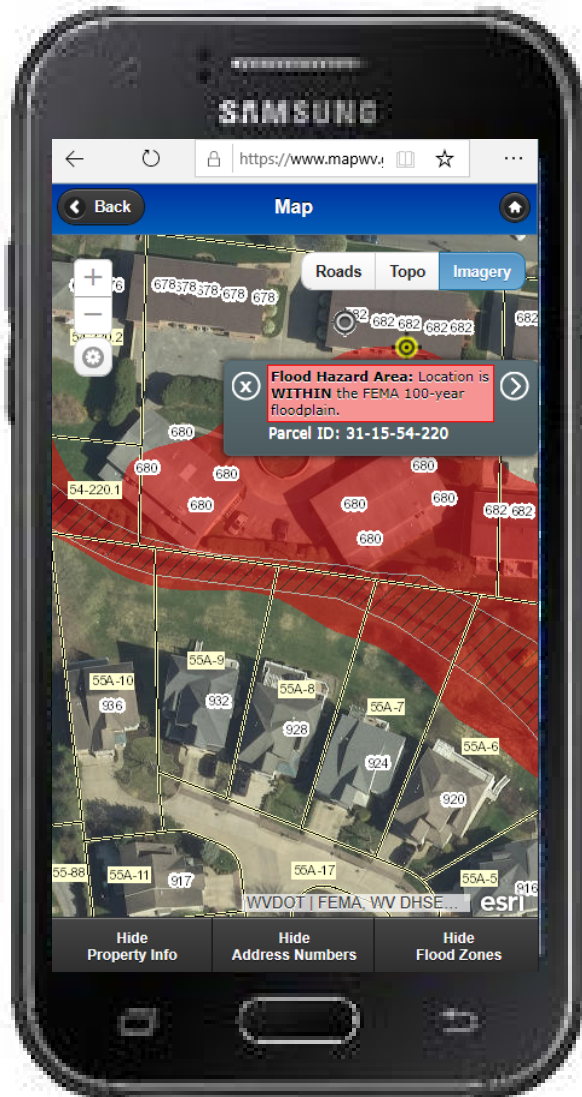 SAMSUNG
https://www.mapwv.g
Back
Map
Roads
Topo
Imagery
678 678 678 678 678
682 682 682 682 682
682
Flood Hazard Area: Location is
WITHIN the FEMA 100-year
floodplain.
Parcel ID: 31-15-54-220
680
680
680
680
54-220.1
680
680
680
680
682 682
55A-9
55A-10
936
932
55A-8
928
55A-7
924
55A-6
920
55-88
55A-11
917
55A-17
55A-5
916
WVDOT | FEMA, WV DHSE...
esri
Hide
Property Info
Hide
Address Numbers
Hide
Flood Zones